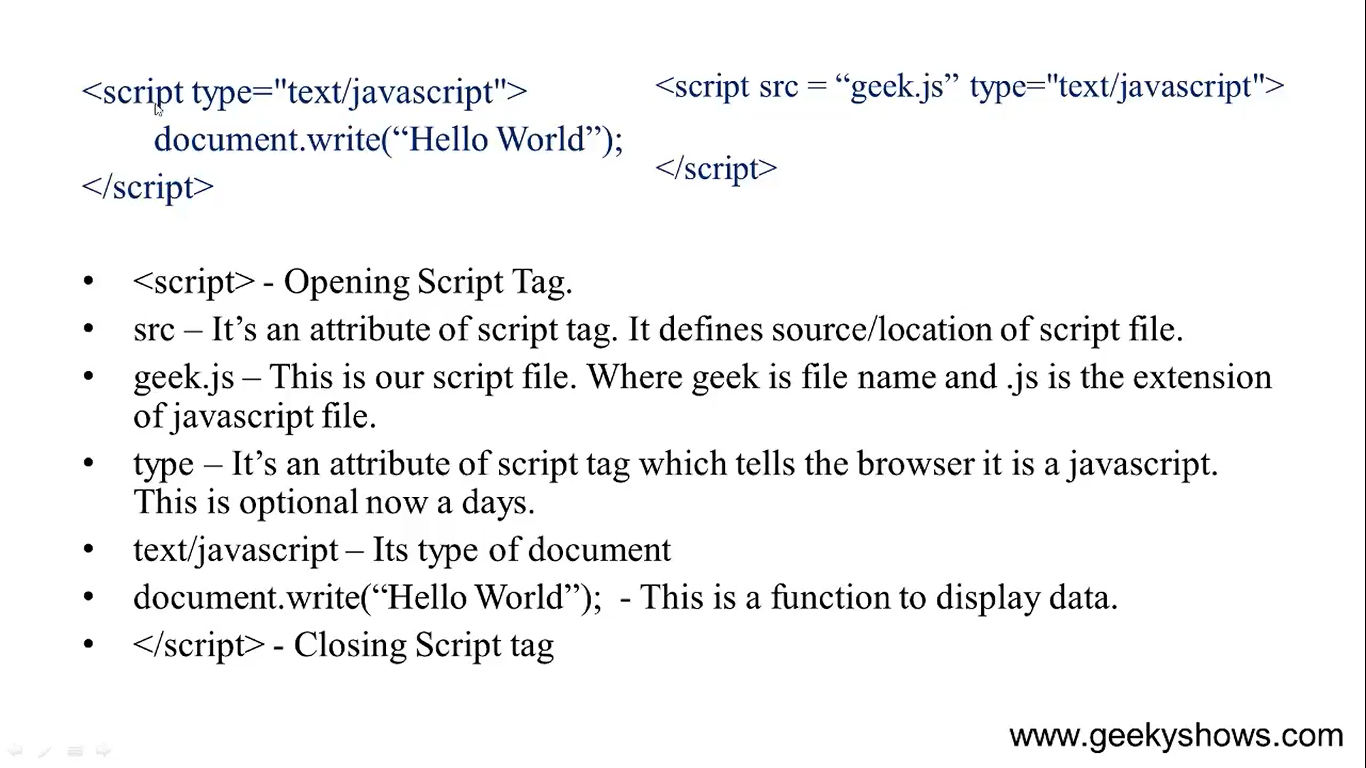 <script type="text/javascript">
document.write(“Hello World”);
</script>
<script src = “geek.js” type="text/javascript">
</script>
• <script> - Opening Script Tag.
• src – It’s an attribute of script tag. It defines source/location of script file.
• geek.js – This is our script file. Where geek is file name and .js is the extension
of javascript file.
• type – It’s an attribute of script tag which tells the browser it is a javascript.
This is optional now a days.
• text/javascript – Its type of document
• document.write(“Hello World”);  - This is a function to display data.
• </script> - Closing Script tag
www.geekyshows.com